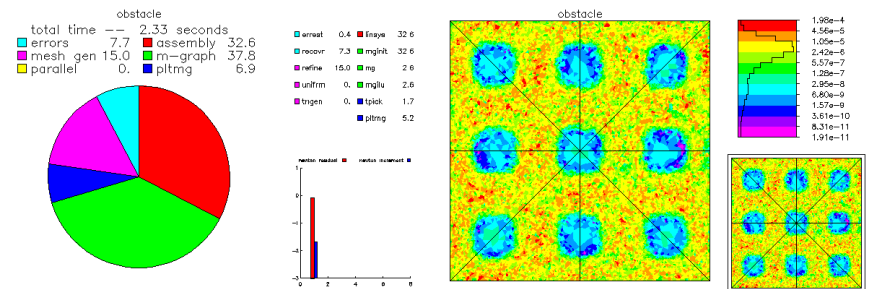 obstacle
total time -- 2.33 seconds
errors 7.7 assembly 32.6
mesh gen 15.0 m-graph 37.8
parallel 0. pltmg 6.9
errest 0.4 linsys 32.6
recovr 7.3 mginit 32.6
refine 15.0 mg 2.6
unifrm 0. mgilu 2.6
trigen 0. tpick 1.7
pltmg 5.2
Newton residual Newton increment
1
0
-1
-2
-3
0 2 4 6 8
obstacle
1.98e-4
4.56e-5
1.05e-5
2.42e-6
5.57e-7
1.28e-7
2.95e-8
6.80e-9
1.57e-9
3.61e-10
8.31e-11
1.91e-11